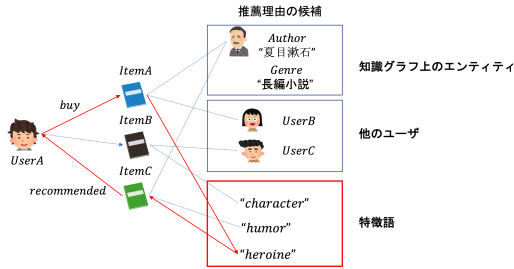 推薦理由の候補
Author
“夏目漱石”
Genre
“長編小説”
知識グラフ上のエンティティ
ItemA
buy
ItemB
UserB
他のユーザ
UserA
UserC
ItemC
recommended
“character”
“humor”
特徴語
“heroine”